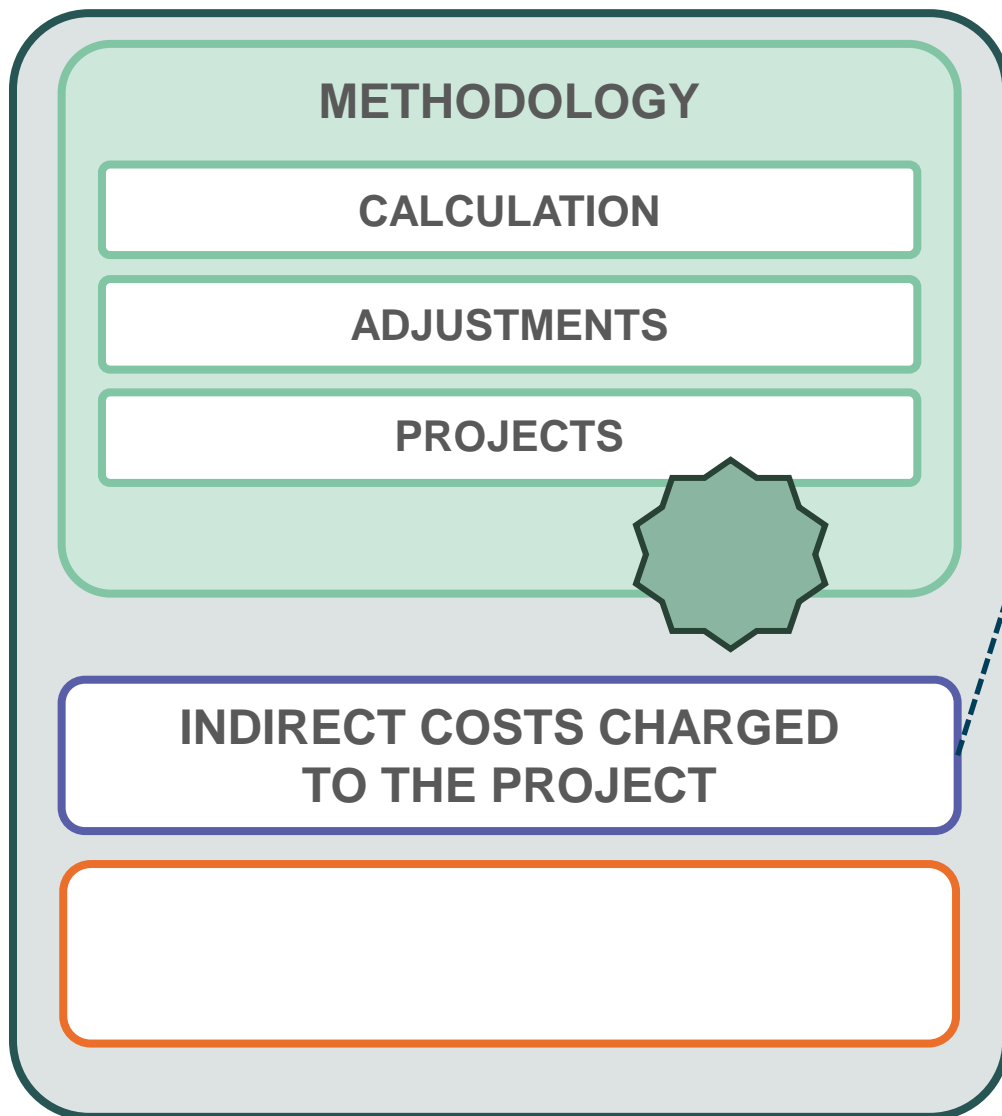 METHODOLOGY
CALCULATION
ADJUSTMENTS
PROJECTS
INDIRECT COSTS CHARGED
TO THE PROJECT